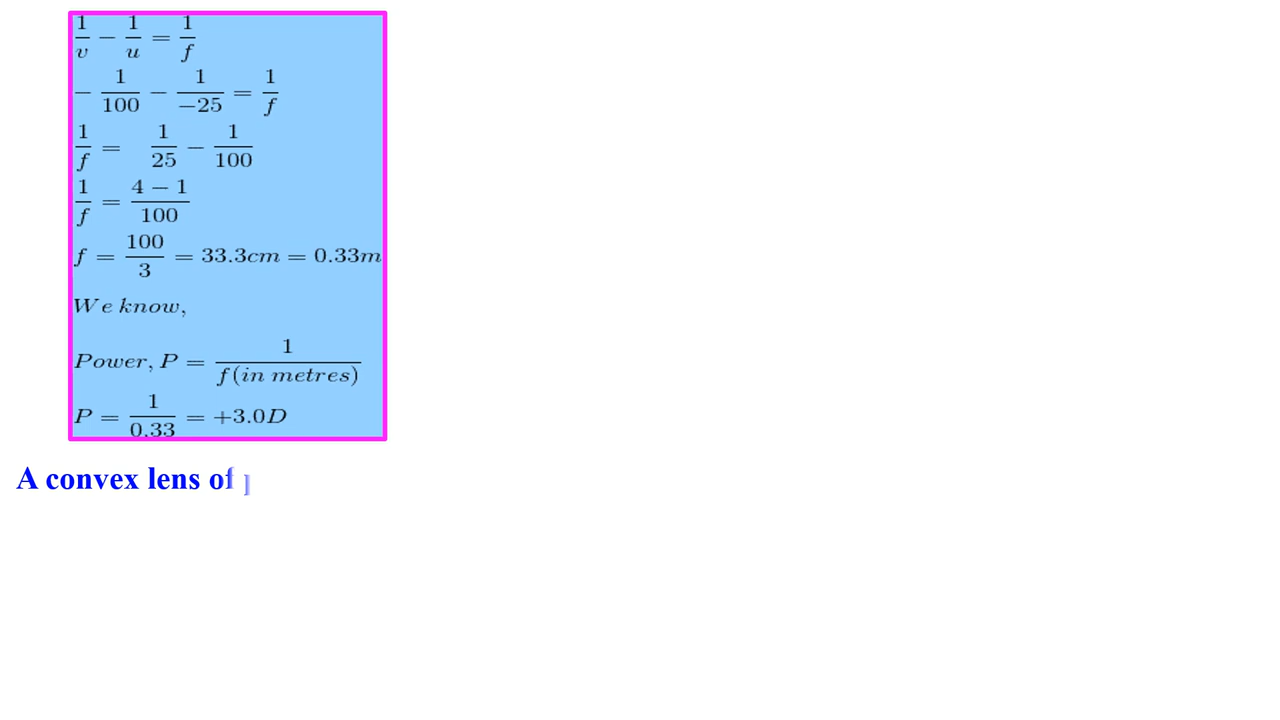 1/v − 1/u = 1/f
− 1/100 − 1/−25 = 1/f
1/f = 1/25 − 1/100
1/f = 4 − 1/100
f = 100/3 = 33.3cm = 0.33m
We know,
Power, P = 1/f(in metres)
P = 1/0.33 = +3.0D
A convex lens of